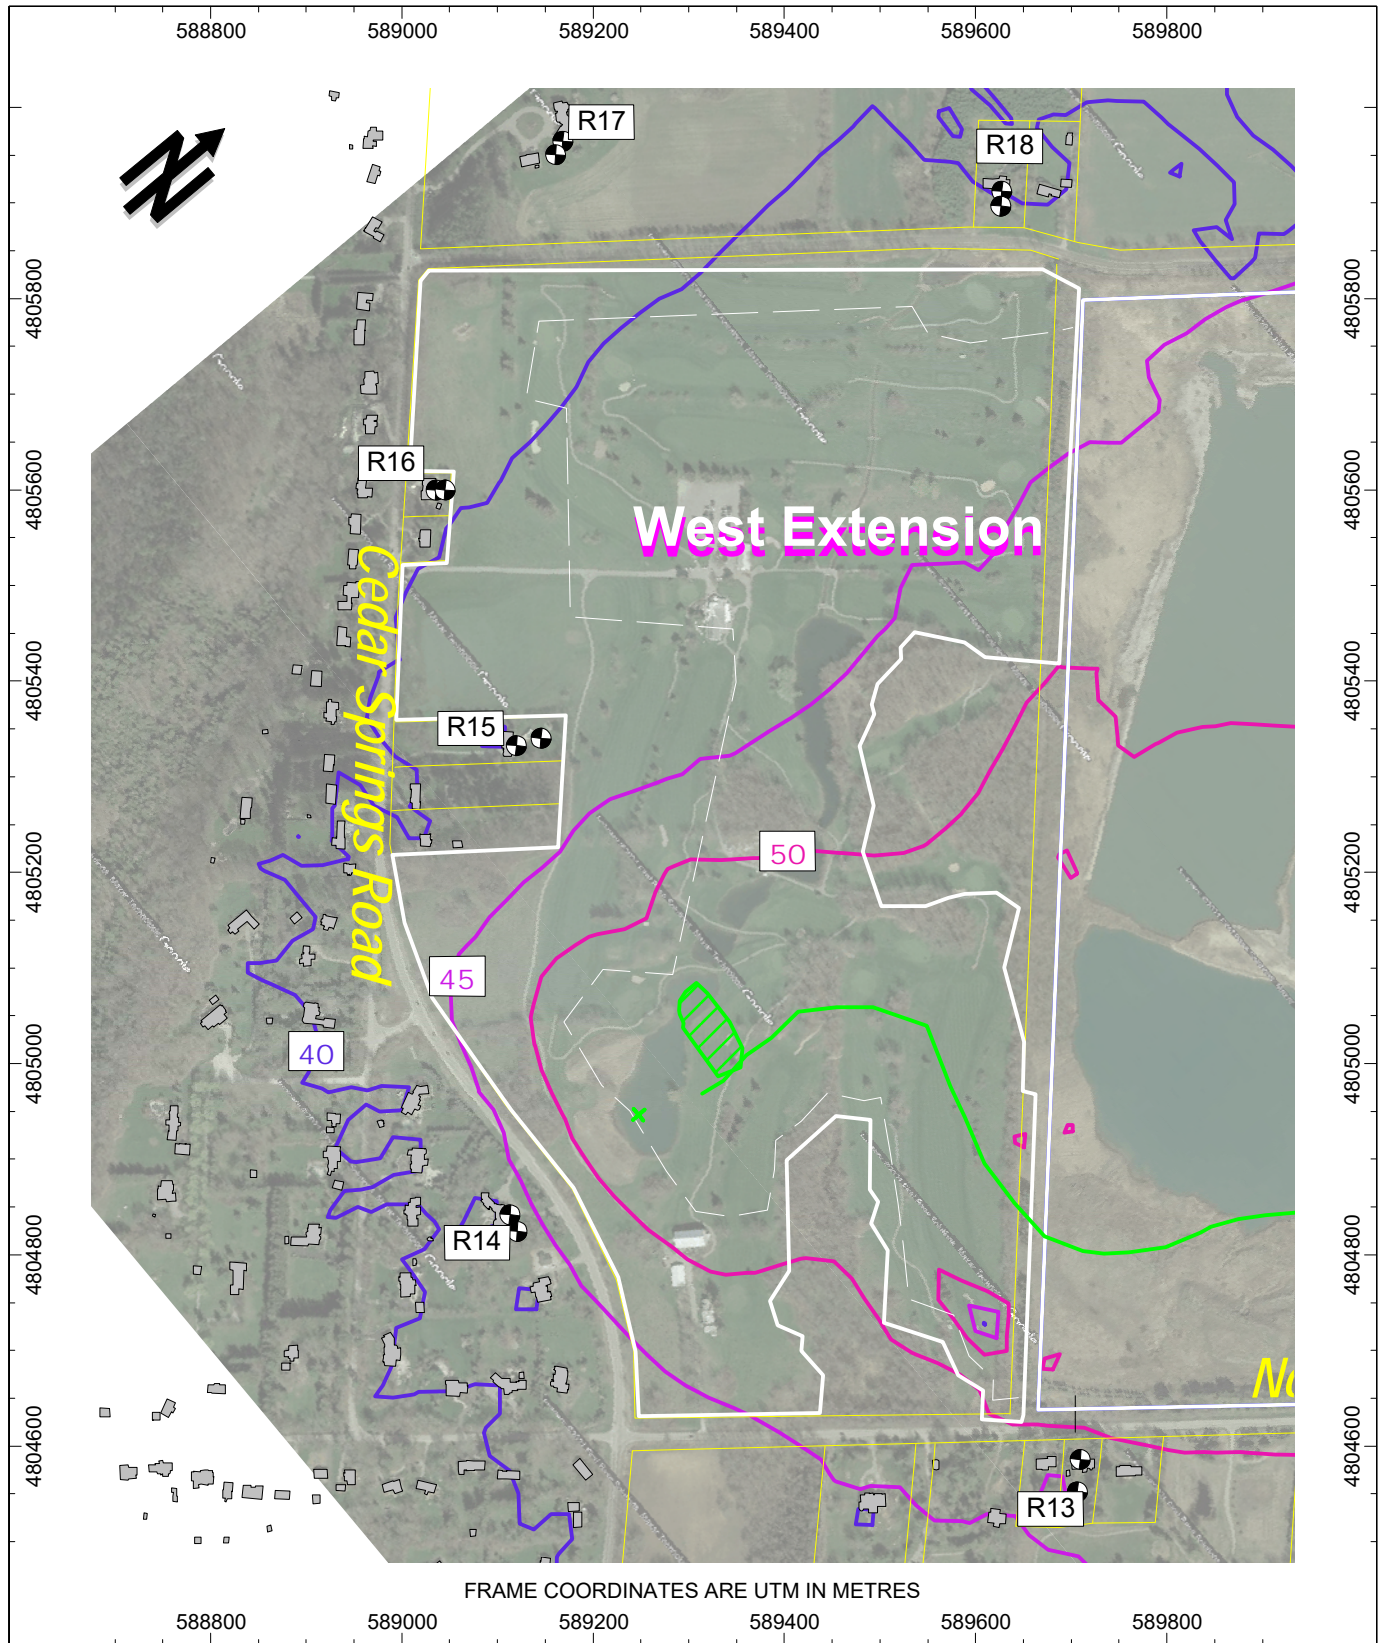 588800 589000 589200 589400 589600 589800
R17
R18
4805800 4805800
R16
4805600 4805600
West Extension
Cedar Springs Road
4805400 4805400
R15
50
4805200 4805200
45
40
4805000 4805000
R14
4804800 4804800
No
4804600 4804600
R13
FRAME COORDINATES ARE UTM IN METRES
588800 589000 589200 589400 589600 589800